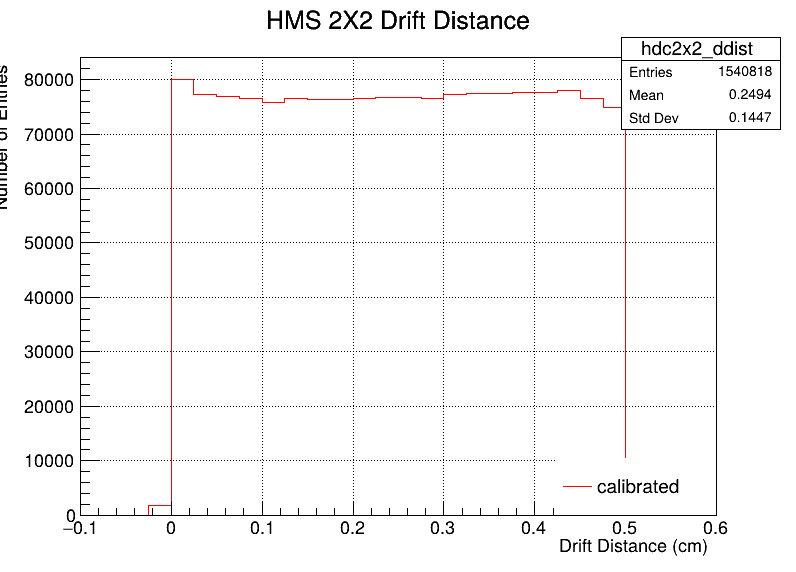 HMS 2X2 Drift Distance
hdc2x2_ddist
Entries 1540818
Mean 0.2494
Std Dev 0.1447
Number of Entries
80000
70000
60000
50000
40000
30000
20000
10000
0
calibrated
−0.1 0 0.1 0.2 0.3 0.4 0.5 0.6
Drift Distance (cm)